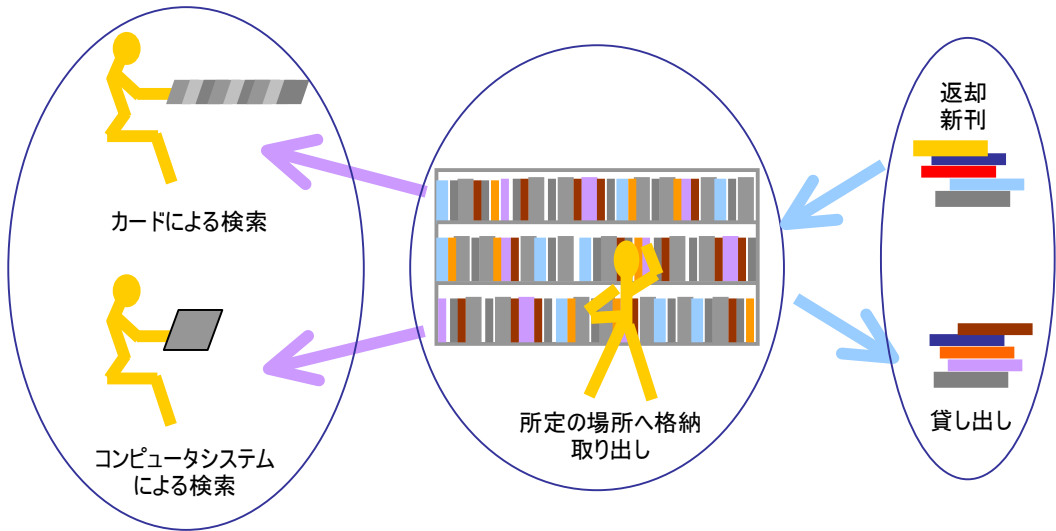 カードによる検索
コンピュータシステム
による検索
所定の場所へ格納
取り出し
返却
新刊
貸し出し